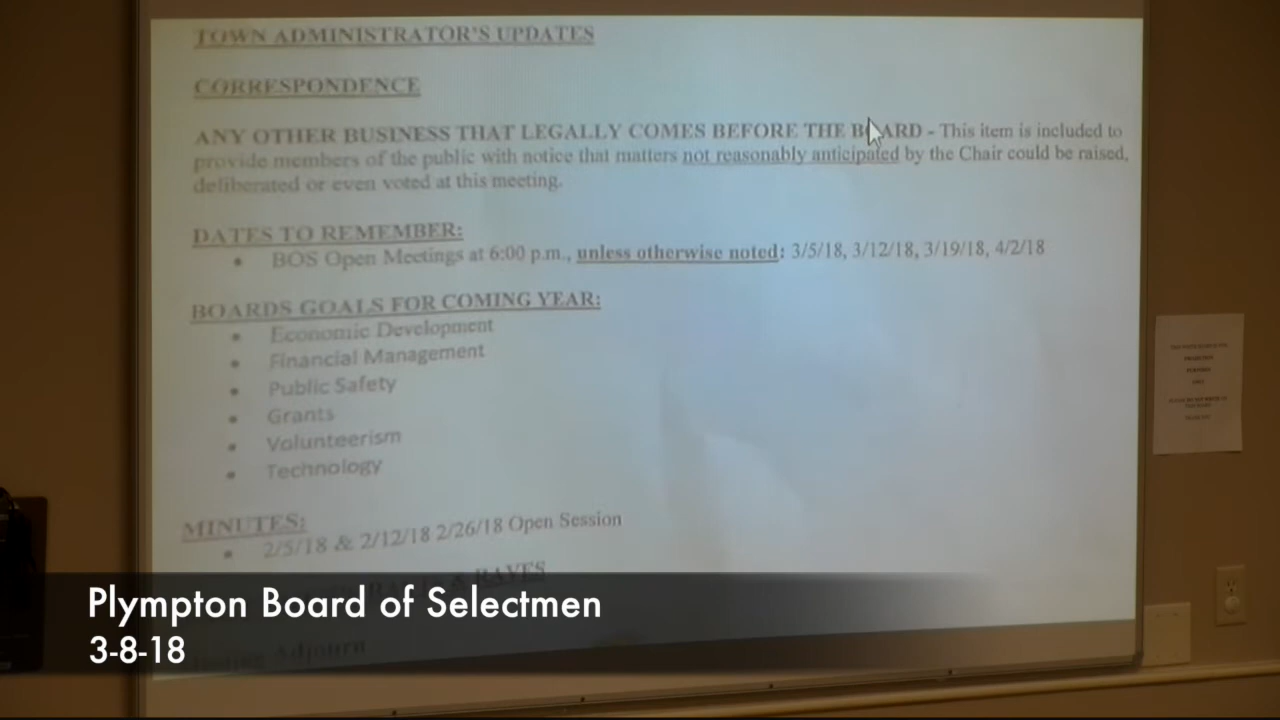 TOWN ADMINISTRATOR'S UPDATES
CORRESPONDENCE
ANY OTHER BUSINESS THAT LEGALLY COMES BEFORE THE BOARD - This item is included to
provide members of the public with notice that matters not reasonably anticipated by the Chair could be raised,
deliberated or even voted at this meeting.
DATES TO REMEMBER:
• BOS Open Meetings at 6:00 p.m., unless otherwise noted: 3/5/18, 3/12/18, 3/19/18, 4/2/18
BOARDS GOALS FOR COMING YEAR:
• Economic Development
• Financial Management
• Public Safety
• Grants
• Volunteerism
• Technology
MINUTES:
• 2/5/18 & 2/12/18 2/26/18 Open Session
& RAVES
Adjourn
Plympton Board of Selectmen
3-8-18